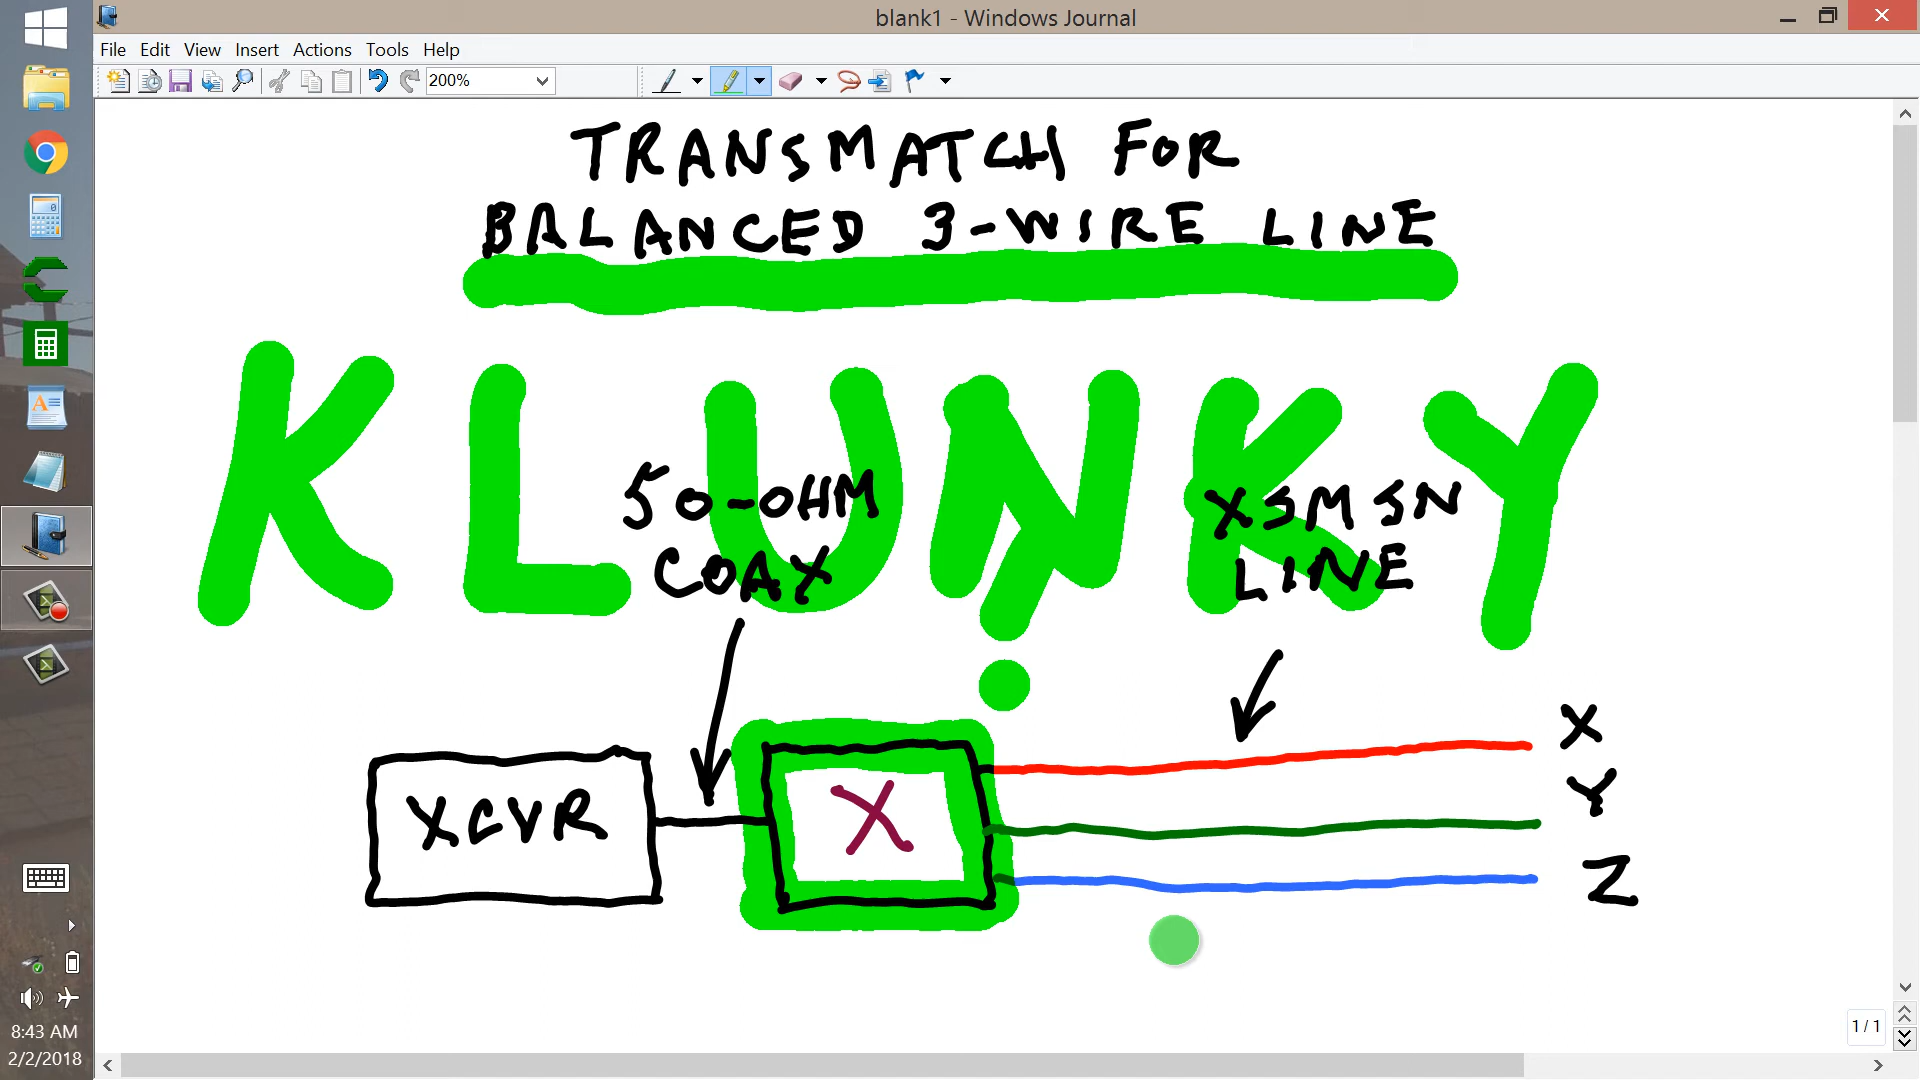 blank1 - Windows Journal
File Edit View Insert Actions Tools Help
200%
TRANSMATCH FOR
BALANCED 3-WIRE LINE
KLUNKY
50-OHM
COAX
XSMSN
LINE
XCVR
X
X
Y
Z
1 / 1
8:43 AM
2/2/2018